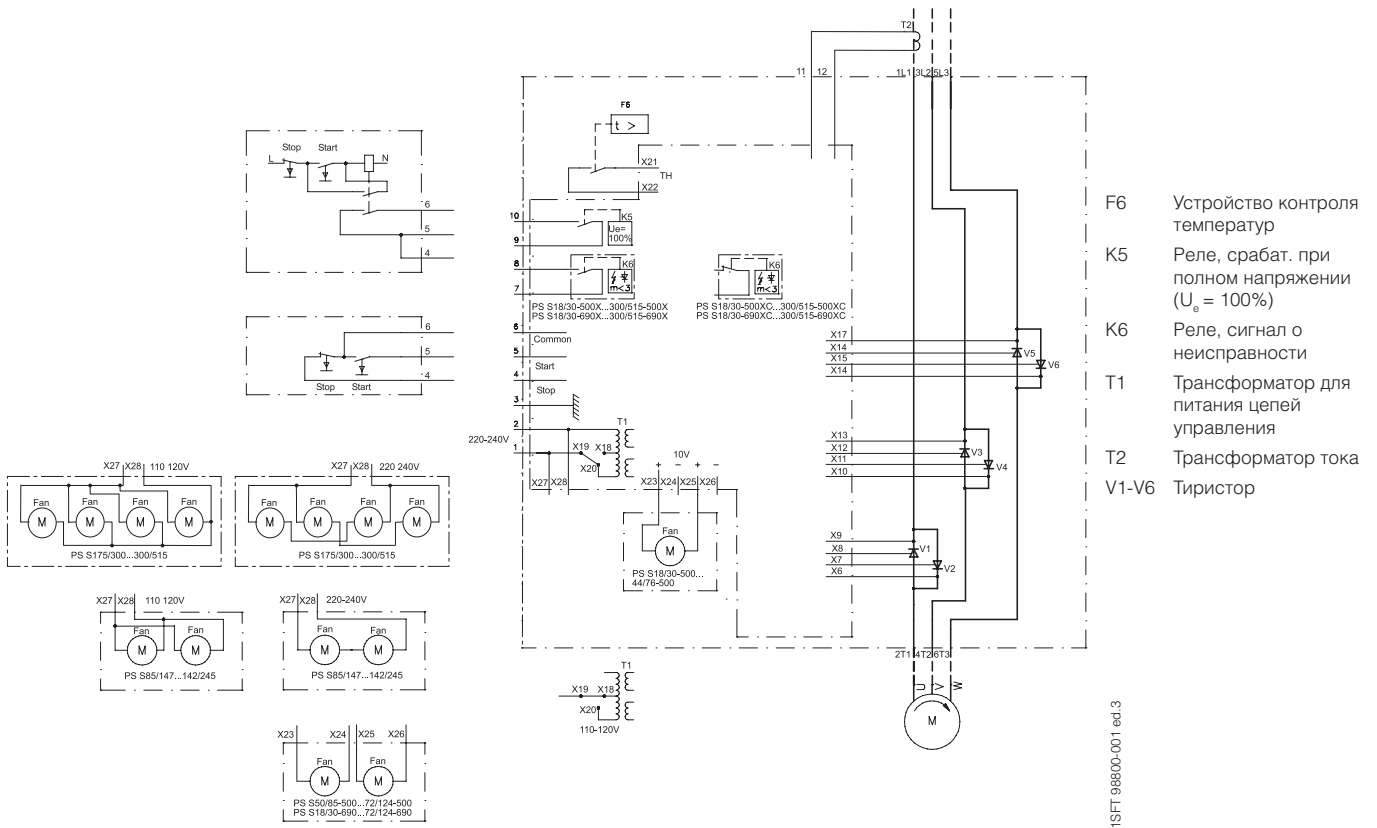 T2
11 12 1L1 3L2 5L3
F6
t >
X21
TH
X22
Stop Start
L N
6
5
4
10
9
8
7
K5
Ue=
100%
K6
m<3
PS S18/30-500X...300/515-500X
PS S18/30-690X...300/515-690X
K6
m<3
PS S18/30-500XC...300/515-500XC
PS S18/30-690XC...300/515-690XC
6
Common
5
Start
4
Stop
3
2
220-240V
1
6
5
4
Stop Start
T1
X19 X18
X20
X27 X28
10V
+ − + −
X23 X24 X25 X26
Fan
M
PS S18/30-500...
44/76-500
X17
X14
X15
X14
V5
V6
X13
X12
X11
X10
V3
V4
X9
X8
X7
X6
V1
V2
2T1 4T2 6T3
U V W
M
X27 X28 110 120V
Fan Fan Fan Fan
M M M M
PS S175/300...300/515
X27 X28 220 240V
Fan Fan Fan Fan
M M M M
PS S175/300...300/515
X27 X28 110 120V
Fan Fan
M M
PS S85/147...142/245
X27 X28 220-240V
Fan Fan
M M
PS S85/147...142/245
X23 X24 X25 X26
Fan Fan
M M
PS S50/85-500...72/124-500
PS S18/30-690...72/124-690
T1
X19 X18
X20
110-120V
F6 Устройство контроля
температур
K5 Реле, срабат. при
полном напряжении
(Ue = 100%)
K6 Реле, сигнал о
неисправности
T1 Трансформатор для
питания цепей
управления
T2 Трансформатор тока
V1-V6 Тиристор
1SFT 98800-001 ed.3